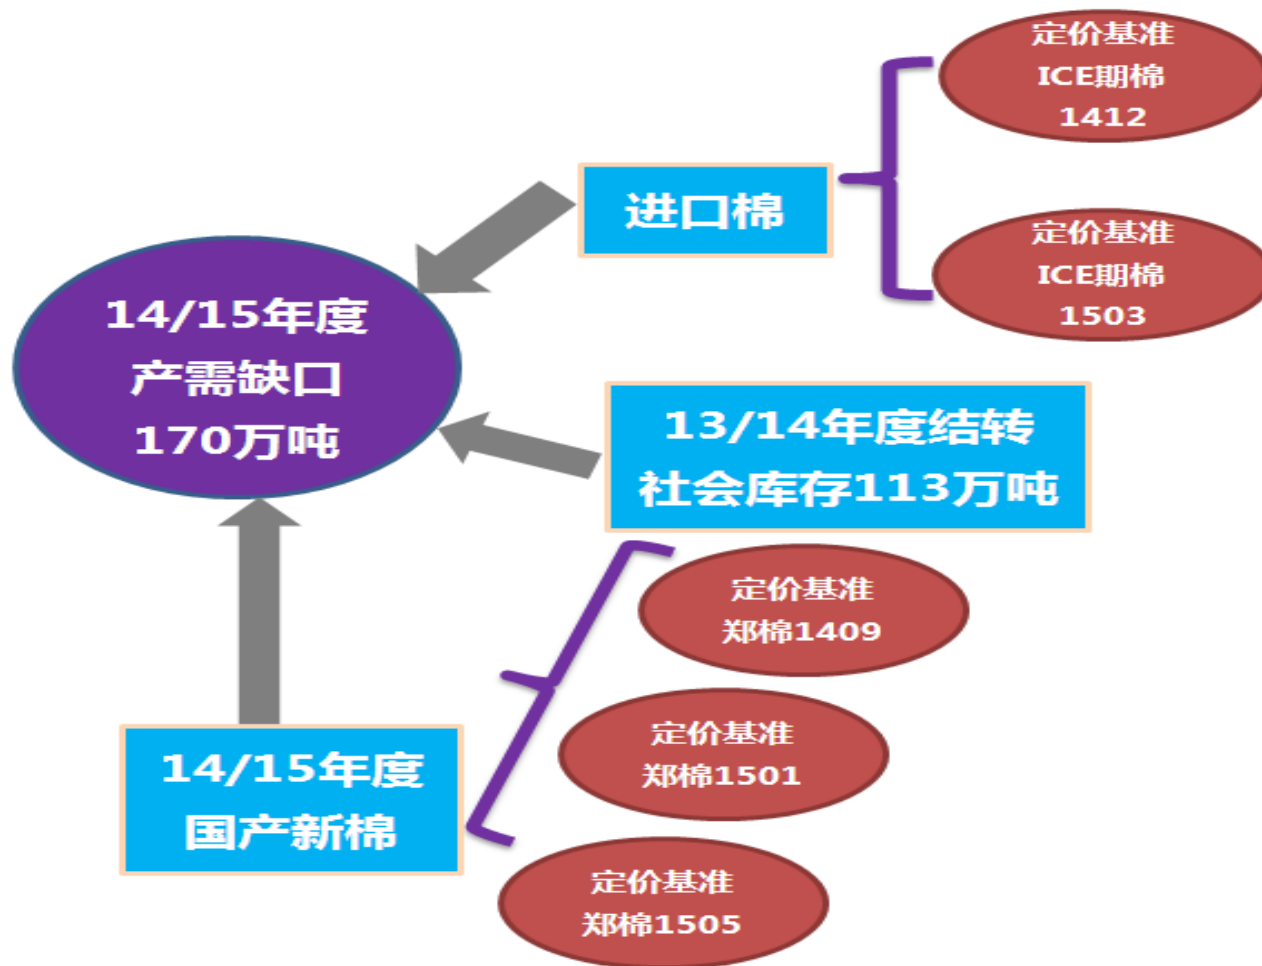 定价基准
ICE期棉
1412
进口棉
定价基准
ICE期棉
1503
14/15年度
产需缺口
170万吨
13/14年度结转
社会库存113万吨
定价基准
郑棉1409
定价基准
郑棉1501
14/15年度
国产新棉
定价基准
郑棉1505